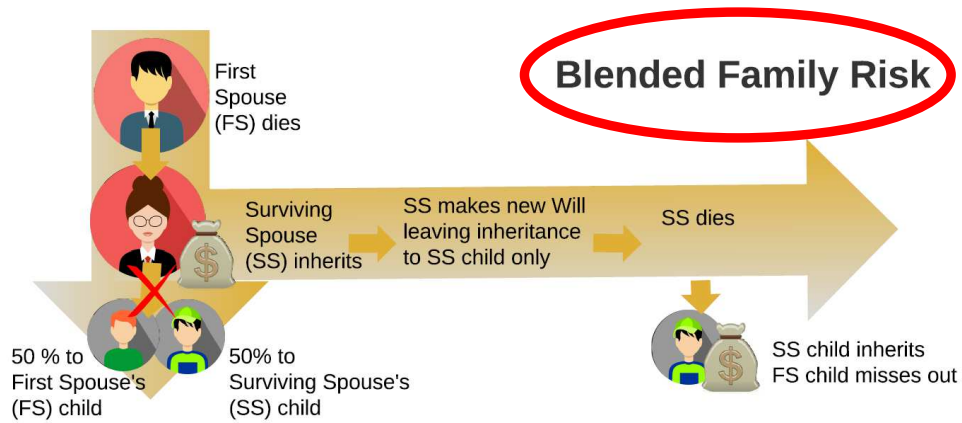 Blended Family Risk
First
Spouse
(FS) dies
Surviving
Spouse
(SS) inherits
SS makes new Will
leaving inheritance
to SS child only
SS dies
$
50 % to
First Spouse's
(FS) child
50% to
Surviving Spouse's
(SS) child
$
SS child inherits
FS child misses out